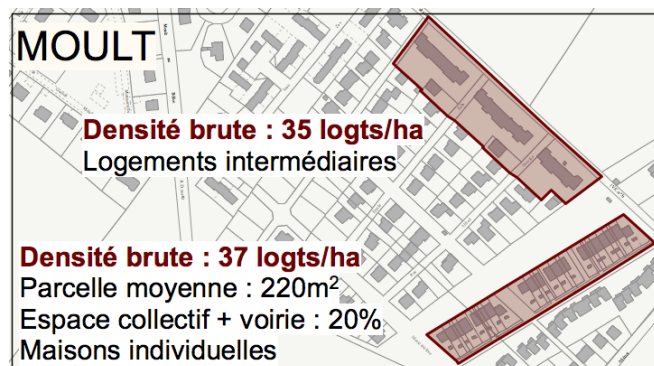 MOULT
Densité brute : 35 logts/ha
Logements intermédiaires
Densité brute : 37 logts/ha
Parcelle moyenne : 220m²
Espace collectif + voirie : 20%
Maisons individuelles